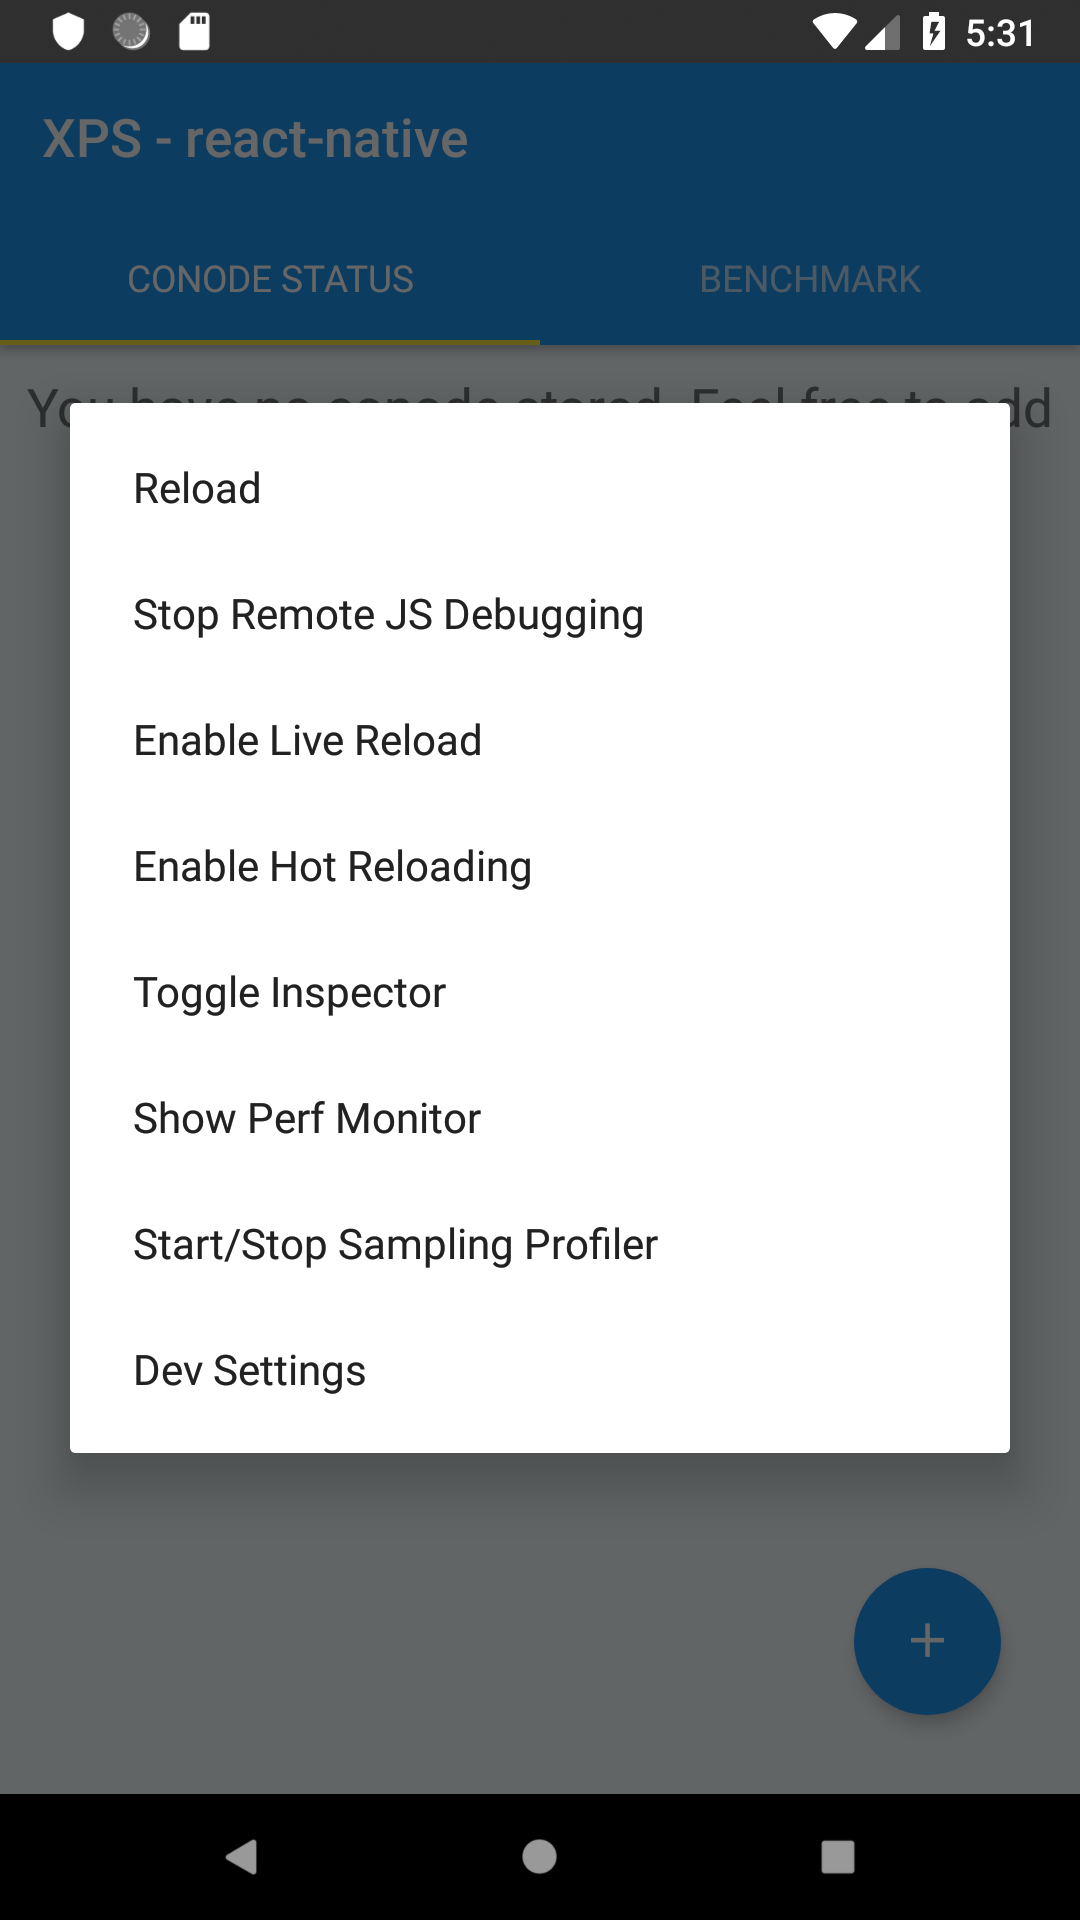 5:31
XPS - react-native
CONODE STATUS
BENCHMARK
You have no conode stored. Feel free to add
Reload
Stop Remote JS Debugging
Enable Live Reload
Enable Hot Reloading
Toggle Inspector
Show Perf Monitor
Start/Stop Sampling Profiler
Dev Settings